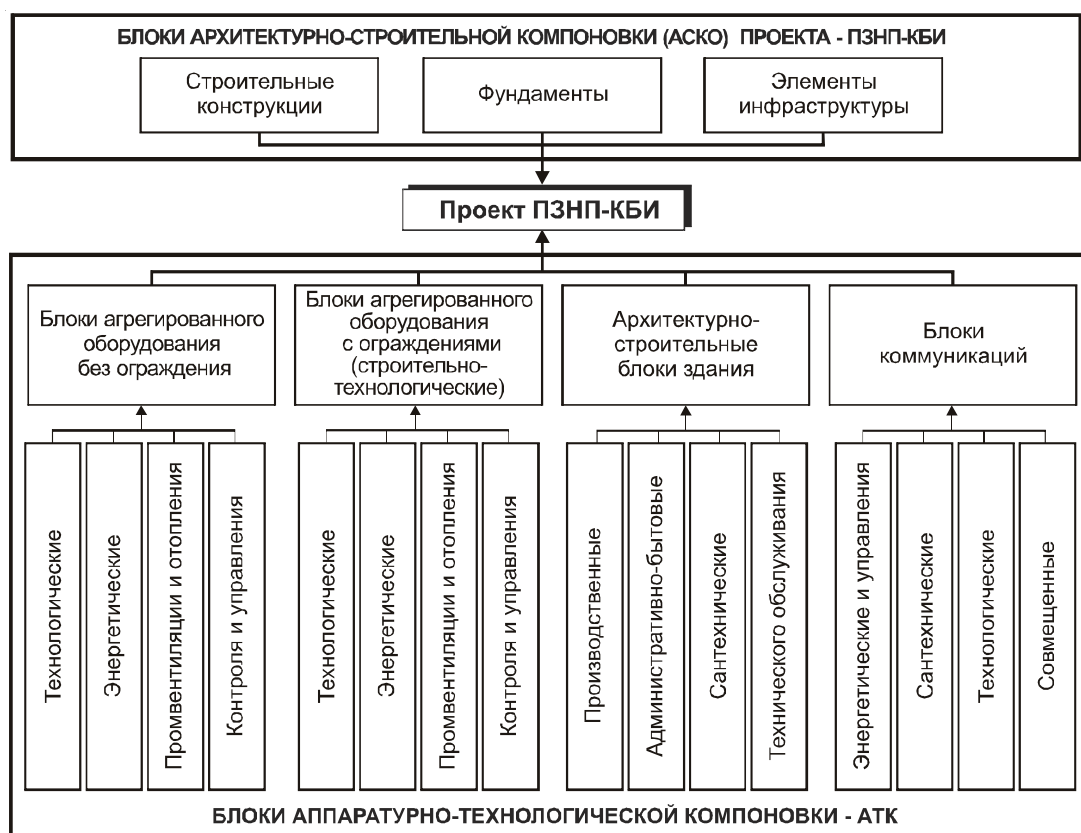 БЛОКИ АРХИТЕКТУРНО-СТРОИТЕЛЬНОЙ КОМПОНОВКИ (АСКО) ПРОЕКТА - ПЗНП-КБИ
Строительные
конструкции
Фундаменты
Элементы
инфраструктуры
Проект ПЗНП-КБИ
Блоки агрегированного
оборудования
без ограждения
Блоки агрегированного
оборудования
с ограждениями
(строительно-
технологические)
Архитектурно-
строительные
блоки здания
Блоки
коммуникаций
Технологические
Энергетические
Промвентиляции и отопления
Контроля и управления
Технологические
Энергетические
Промвентиляции и отопления
Контроля и управления
Производственные
Административно-бытовые
Сантехнические
Технического обслуживания
Энергетические и управления
Сантехнические
Технологические
Совмещенные
БЛОКИ АППАРАТУРНО-ТЕХНОЛОГИЧЕСКОЙ КОМПОНОВКИ - АТК